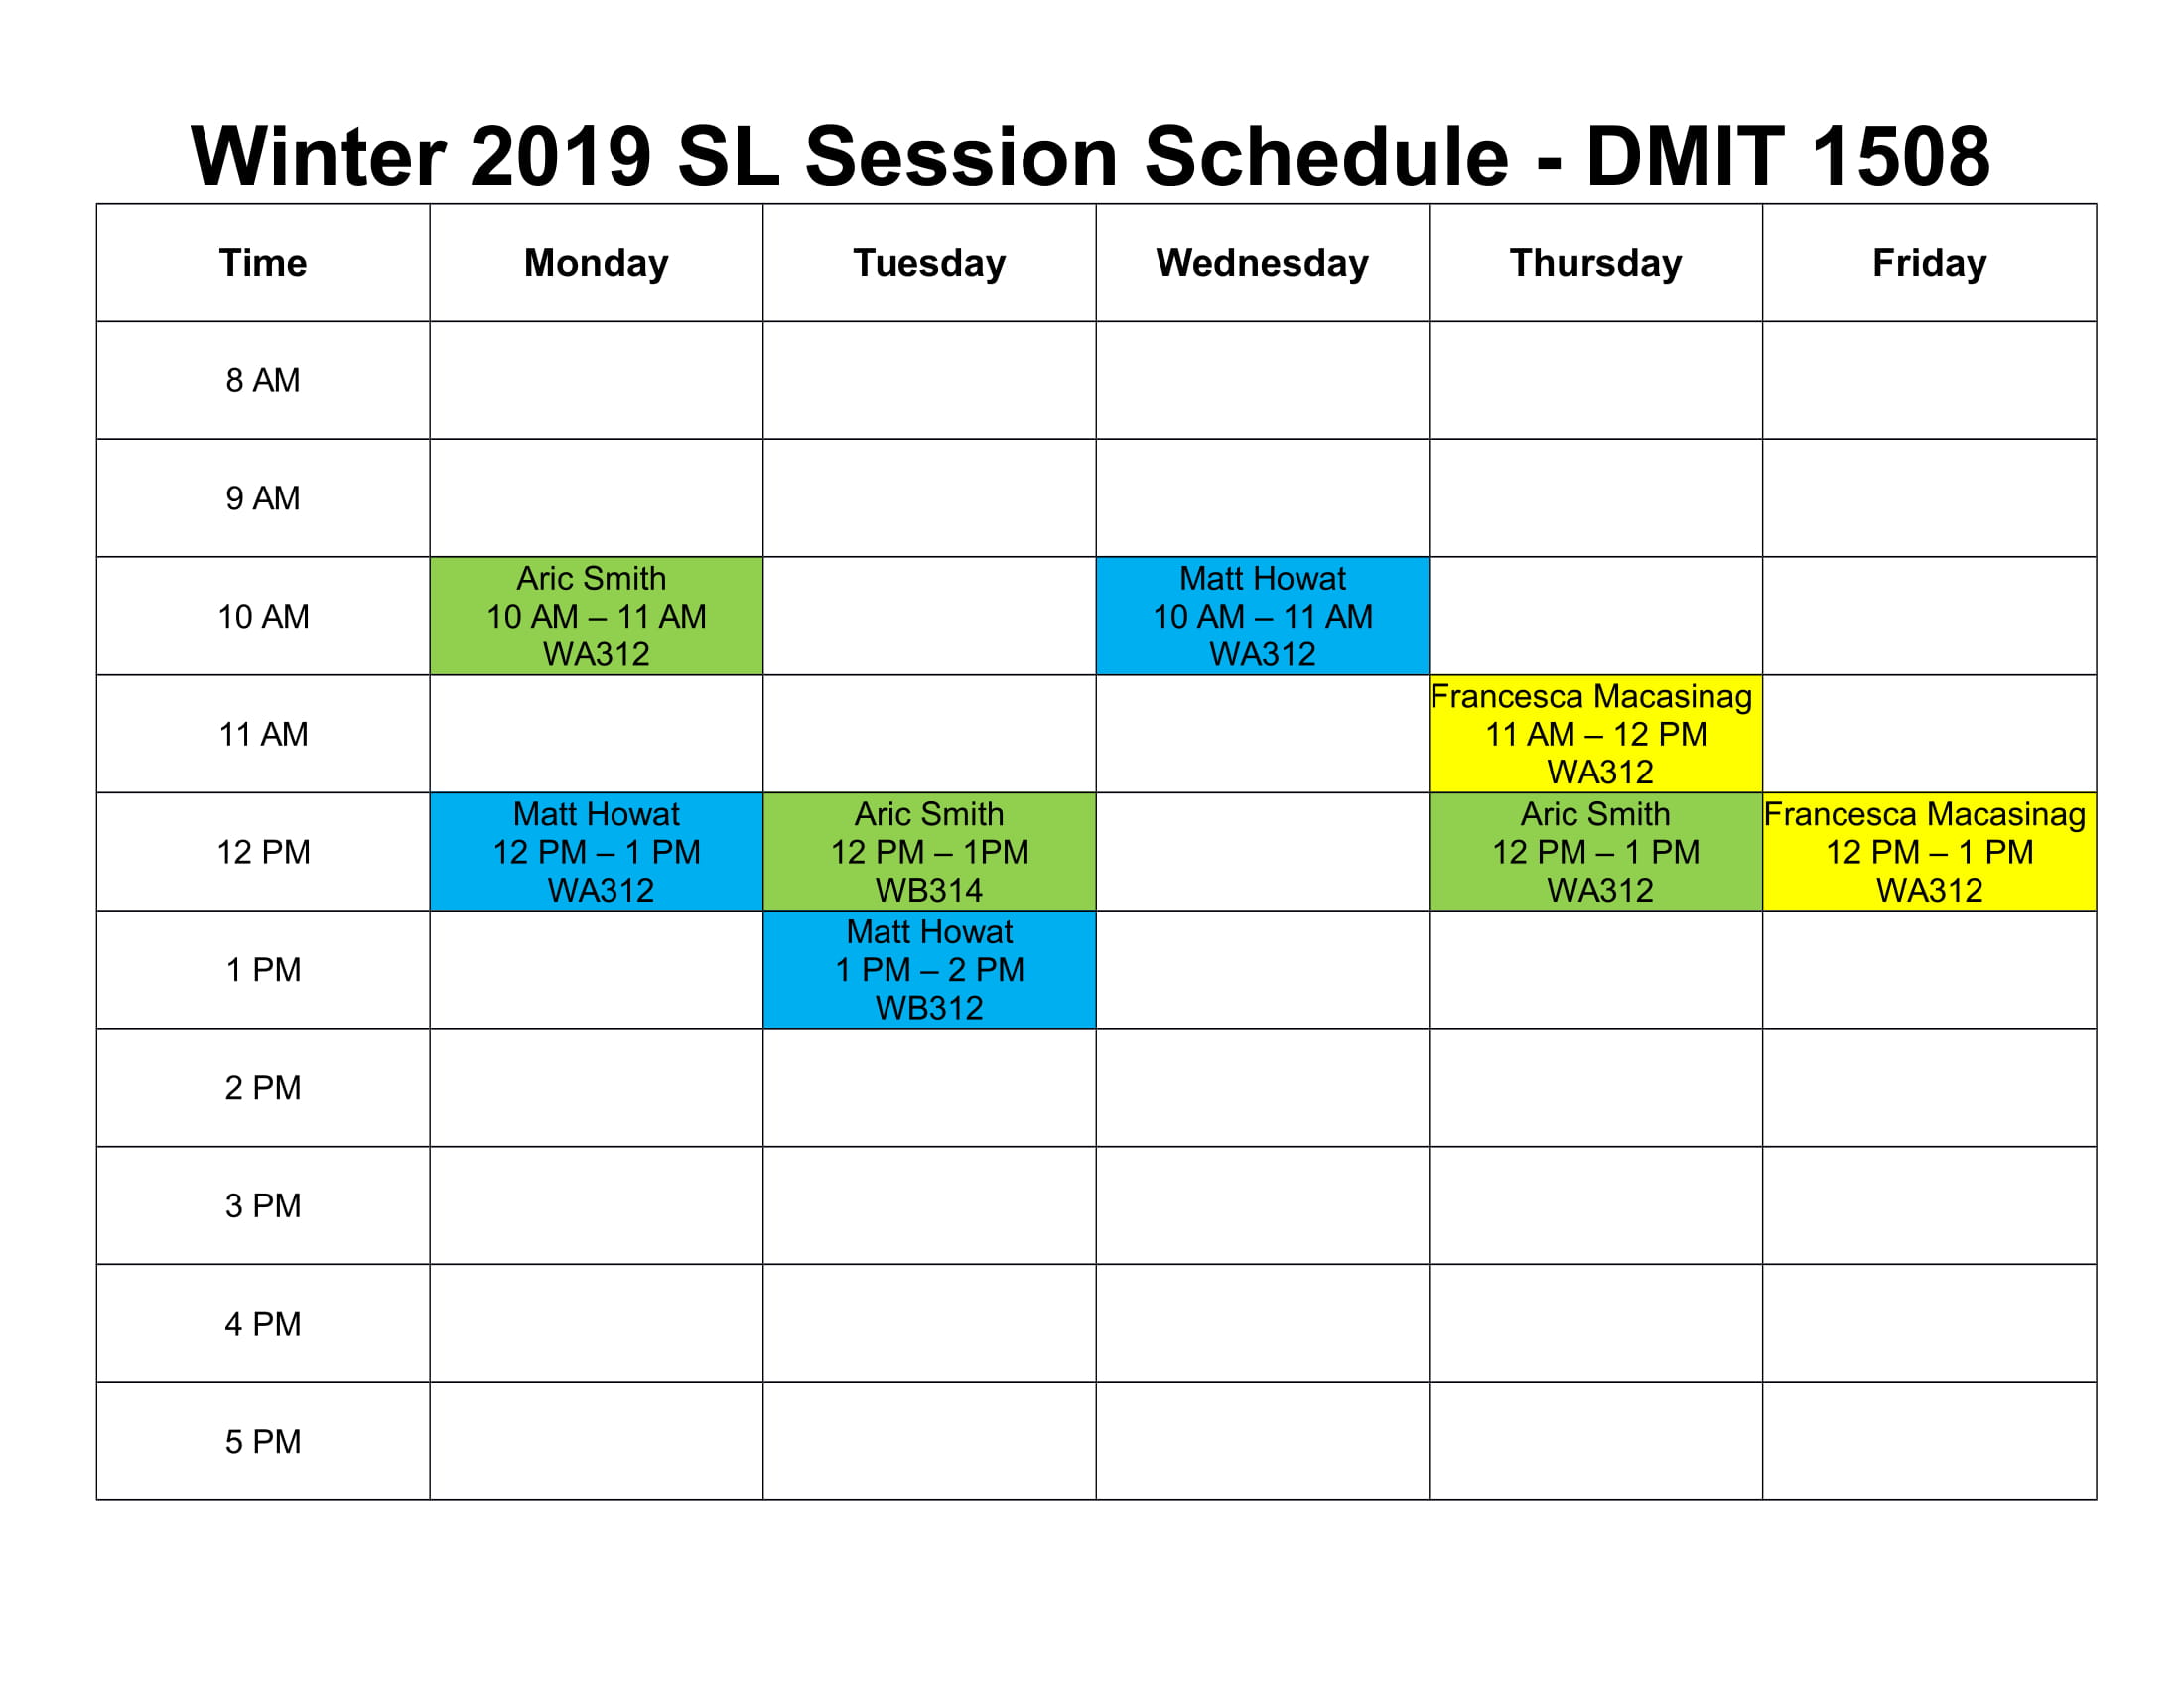 Winter 2019 SL Session Schedule - DMIT 1508
Time Monday Tuesday Wednesday Thursday Friday
8 AM
9 AM
10 AM
Aric Smith
10 AM – 11 AM
WA312
Matt Howat
10 AM – 11 AM
WA312
11 AM
Francesca Macasinag
11 AM – 12 PM
WA312
12 PM
Matt Howat
12 PM – 1 PM
WA312
Aric Smith
12 PM – 1PM
WB314
Aric Smith
12 PM – 1 PM
WA312
Francesca Macasinag
12 PM – 1 PM
WA312
1 PM
Matt Howat
1 PM – 2 PM
WB312
2 PM
3 PM
4 PM
5 PM